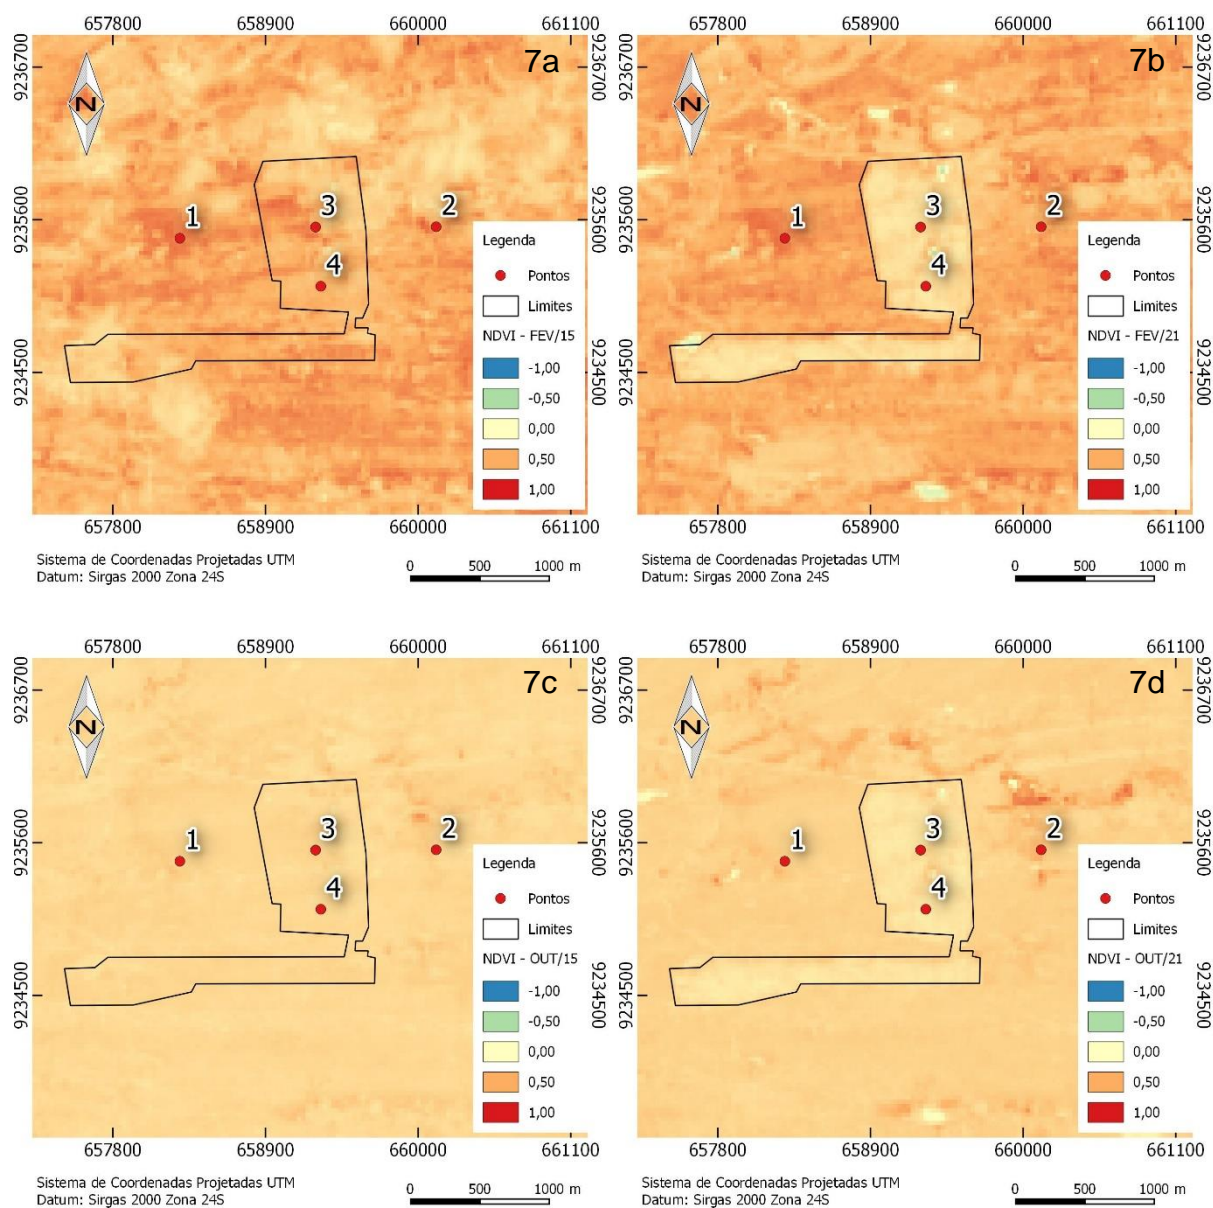 657800 658900 660000 661100
7a
9236700 9236700
N
9235600 9235600
9234500 9234500
1
2
3
4
Legenda
Pontos
Limites
NDVI - FEV/15
-1,00
-0,50
0,00
0,50
1,00
657800 658900 660000 661100
Sistema de Coordenadas Projetadas UTM
Datum: Sirgas 2000 Zona 24S
0 500 1000 m
657800 658900 660000 661100
7b
9236700 9236700
N
9235600 9235600
9234500 9234500
1
2
3
4
Legenda
Pontos
Limites
NDVI - FEV/21
-1,00
-0,50
0,00
0,50
1,00
657800 658900 660000 661100
Sistema de Coordenadas Projetadas UTM
Datum: Sirgas 2000 Zona 24S
0 500 1000 m
657800 658900 660000 661100
7c
9236700 9236700
N
9235600 9235600
9234500 9234500
1
2
3
4
Legenda
Pontos
Limites
NDVI - OUT/15
-1,00
-0,50
0,00
0,50
1,00
657800 658900 660000 661100
Sistema de Coordenadas Projetadas UTM
Datum: Sirgas 2000 Zona 24S
0 500 1000 m
657800 658900 660000 661100
7d
9236700 9236700
N
9235600 9235600
9234500 9234500
1
2
3
4
Legenda
Pontos
Limites
NDVI - OUT/21
-1,00
-0,50
0,00
0,50
1,00
657800 658900 660000 661100
Sistema de Coordenadas Projetadas UTM
Datum: Sirgas 2000 Zona 24S
0 500 1000 m